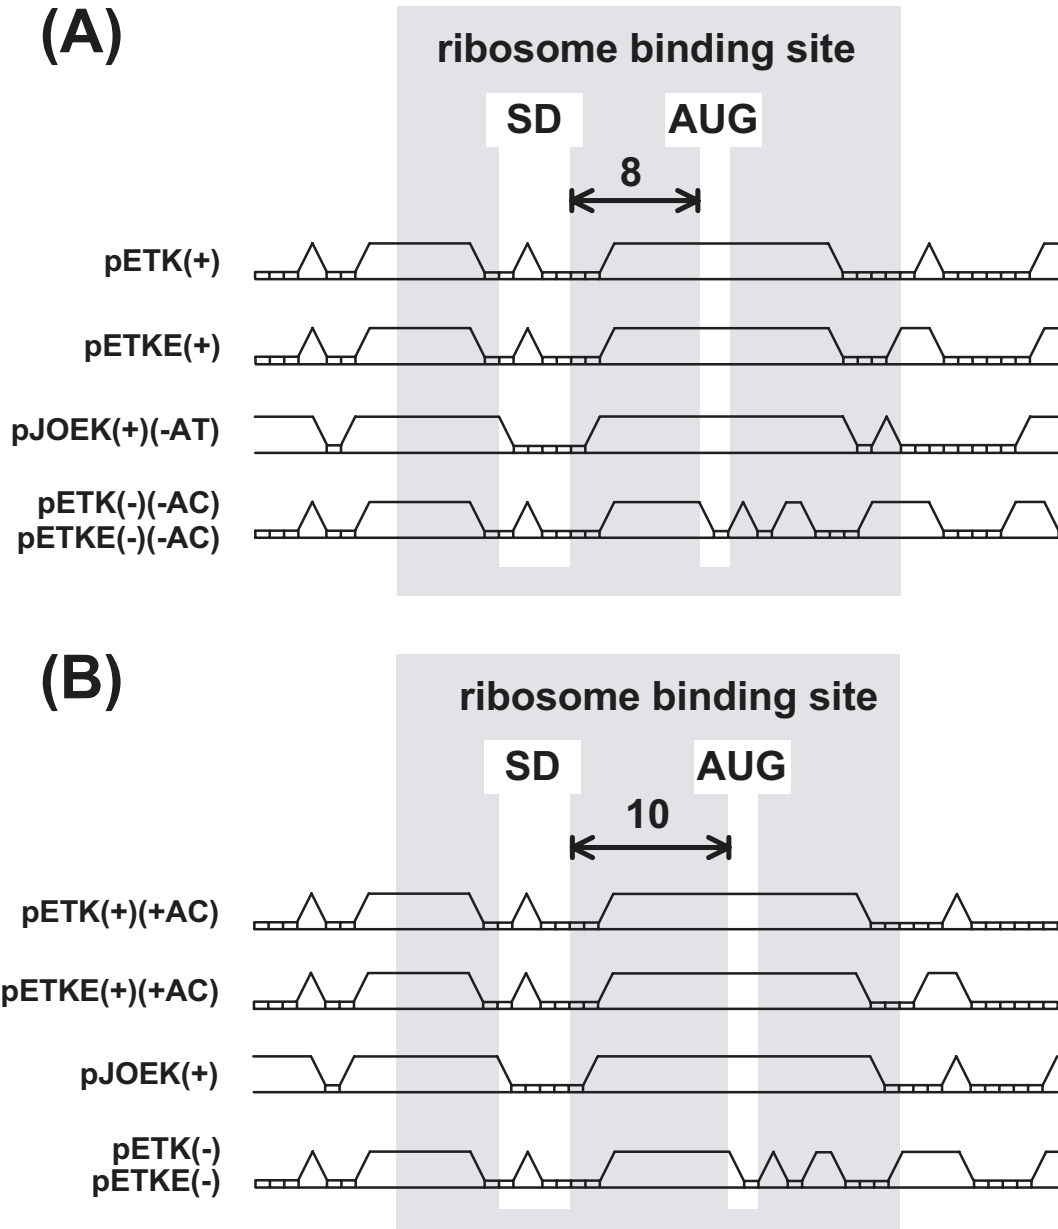 (A)
ribosome binding site
SD AUG
8
pETK(+)
pETKE(+)
pJOEK(+)(-AT)
pETK(-)(-AC)
pETKE(-)(-AC)
(B)
ribosome binding site
SD AUG
10
pETK(+)(+AC)
pETKE(+)(+AC)
pJOEK(+)
pETK(-)
pETKE(-)